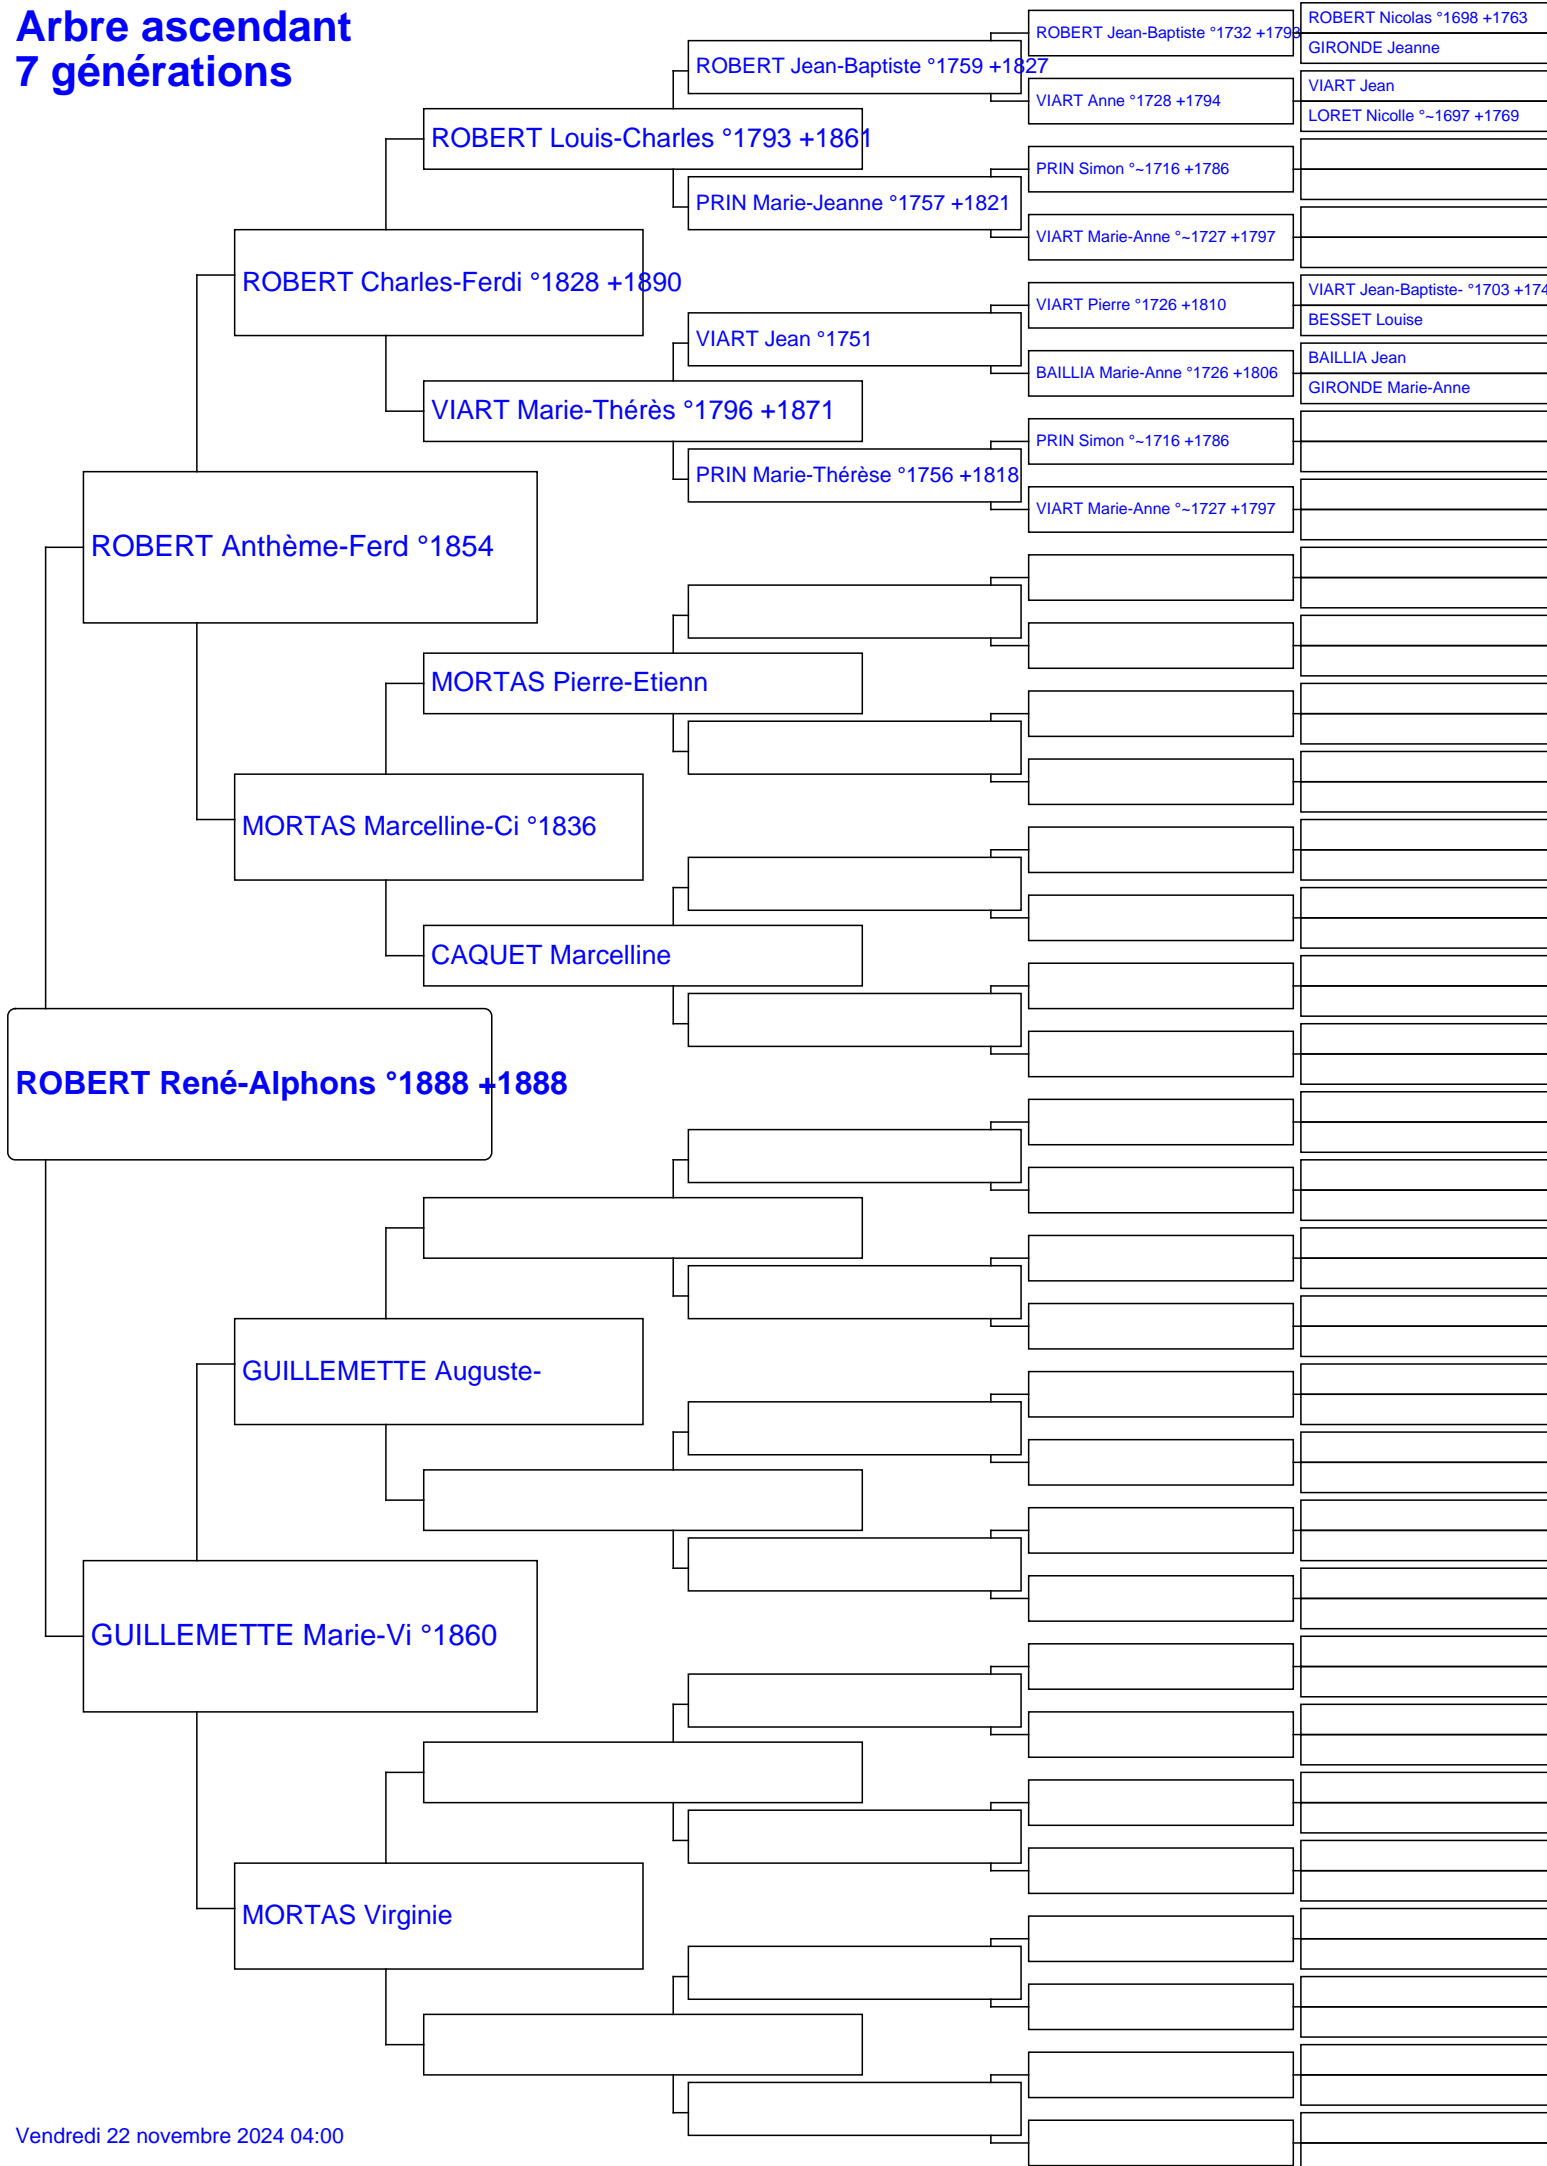 Arbre ascendant
7 générations
ROBERT Nicolas °1698 +1763
ROBERT Jean-Baptiste °1732 +1793
GIRONDE Jeanne
ROBERT Jean-Baptiste °1759 +1827
VIART Jean
VIART Anne °1728 +1794
LORET Nicolle °~1697 +1769
ROBERT Louis-Charles °1793 +1861
PRIN Simon °~1716 +1786
PRIN Marie-Jeanne °1757 +1821
VIART Marie-Anne °~1727 +1797
ROBERT Charles-Ferdi °1828 +1890
VIART Jean-Baptiste- °1703 +174
VIART Pierre °1726 +1810
BESSET Louise
VIART Jean °1751
BAILLIA Jean
BAILLIA Marie-Anne °1726 +1806
GIRONDE Marie-Anne
VIART Marie-Thérès °1796 +1871
PRIN Simon °~1716 +1786
PRIN Marie-Thérèse °1756 +1818
VIART Marie-Anne °~1727 +1797
ROBERT Anthème-Ferd °1854
MORTAS Pierre-Etienn
MORTAS Marcelline-Ci °1836
CAQUET Marcelline
ROBERT René-Alphons °1888 +1888
GUILLEMETTE Auguste-
GUILLEMETTE Marie-Vi °1860
MORTAS Virginie
Vendredi 22 novembre 2024 04:00